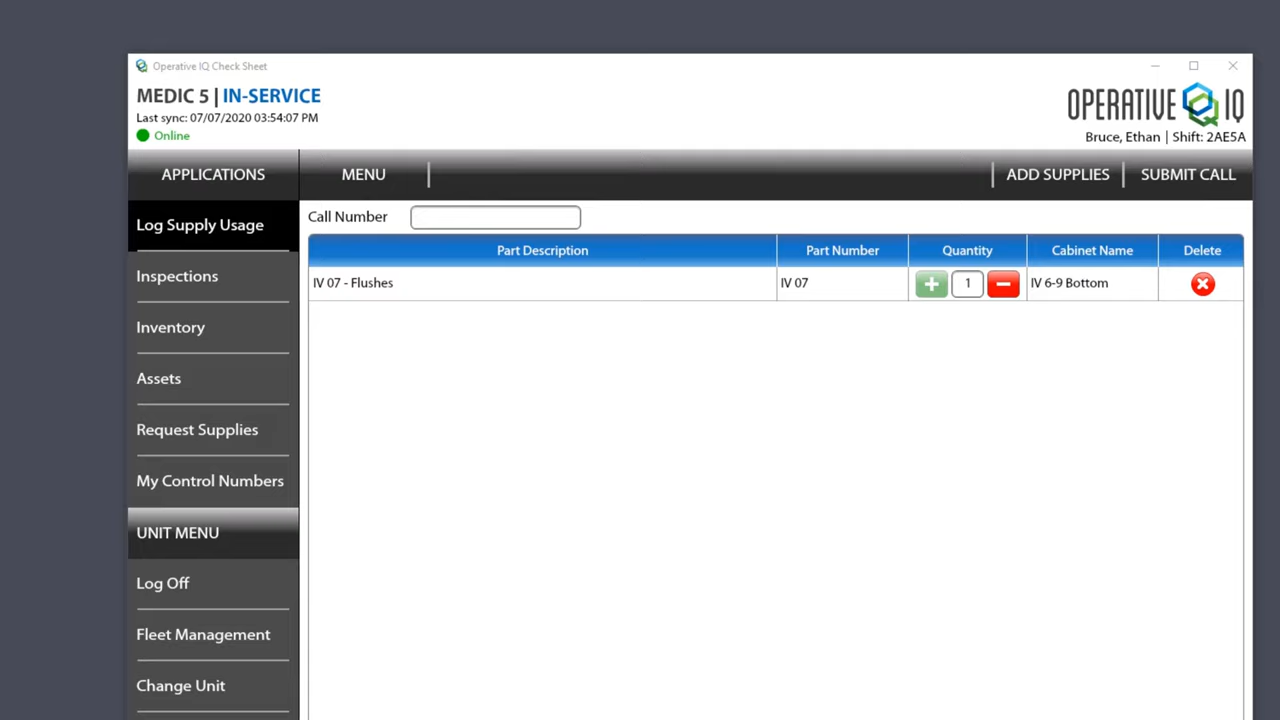 Operative IQ Check Sheet
MEDIC 5 | IN-SERVICE
Last sync: 07/07/2020 03:54:07 PM
Online
OPERATIVE IQ
Bruce, Ethan | Shift: 2AE5A
APPLICATIONS
MENU
ADD SUPPLIES
SUBMIT CALL
Log Supply Usage
Inspections
Inventory
Assets
Request Supplies
My Control Numbers
UNIT MENU
Log Off
Fleet Management
Change Unit
Call Number
Part Description Part Number Quantity Cabinet Name Delete
IV 07 - Flushes IV 07 1 IV 6-9 Bottom